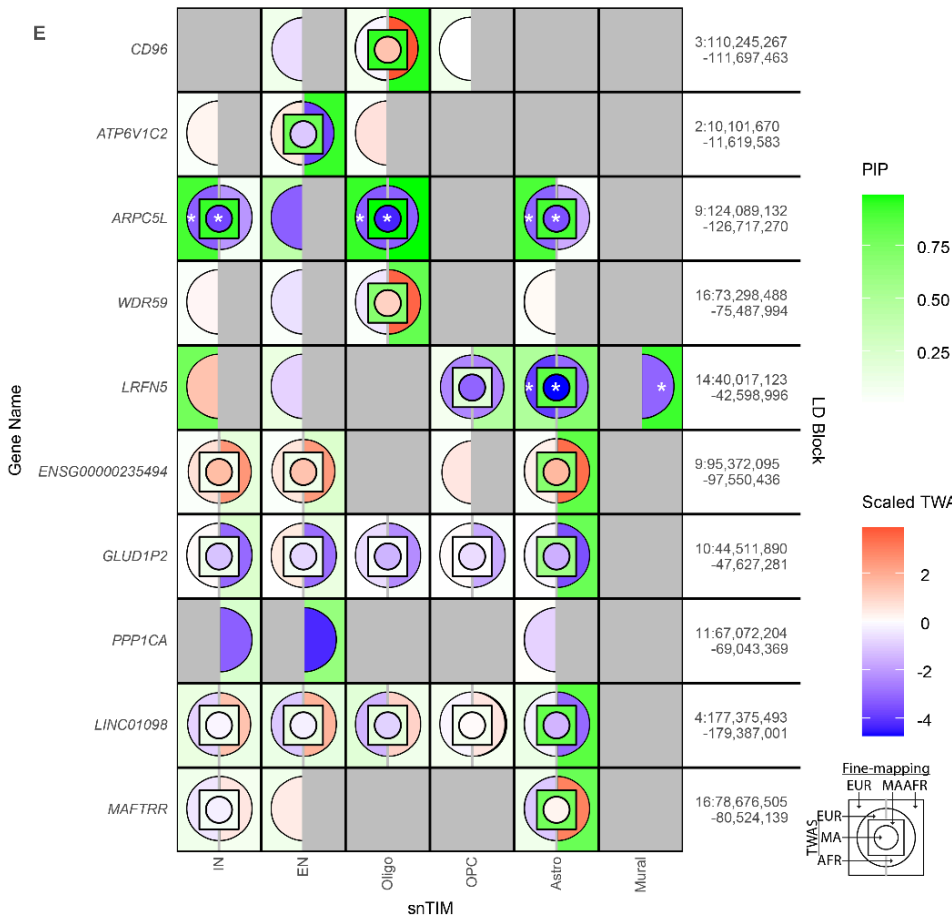 E
Gene Name
CD96
3:110,245,267
-111,697,463
ATP6V1C2
2:10,101,670
-11,619,583
ARPC5L
* * * * * *
9:124,089,132
-126,717,270
WDR59
16:73,298,488
-75,487,994
LRFN5
* * *
14:40,017,123
-42,598,996
ENSG00000235494
9:95,372,095
-97,550,436
GLUD1P2
10:44,511,890
-47,627,281
PPP1CA
11:67,072,204
-69,043,369
LINC01098
4:177,375,493
-179,387,001
MAFTRR
16:78,676,505
-80,524,139
IN
EN
Oligo
OPC
Astro
Mural
snTIM
LD Block
PIP
0.75
0.50
0.25
Scaled TWA
2
0
-2
-4
Fine-mapping
EUR MA AFR
TWAS
EUR
MA
AFR